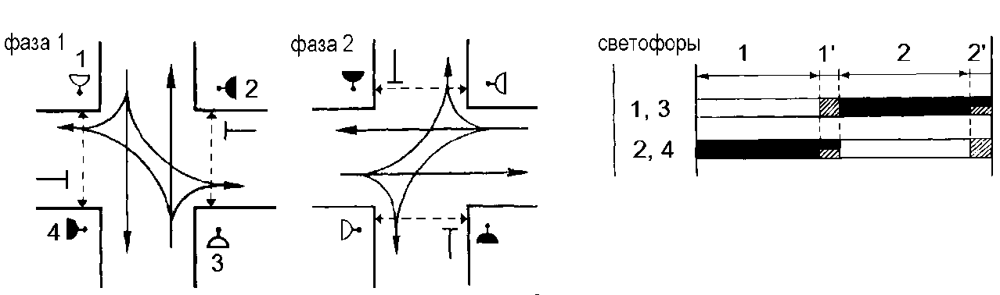 фаза 1
1
2
4
3
фаза 2
светофоры
1 1' 2 2'
1, 3
2, 4